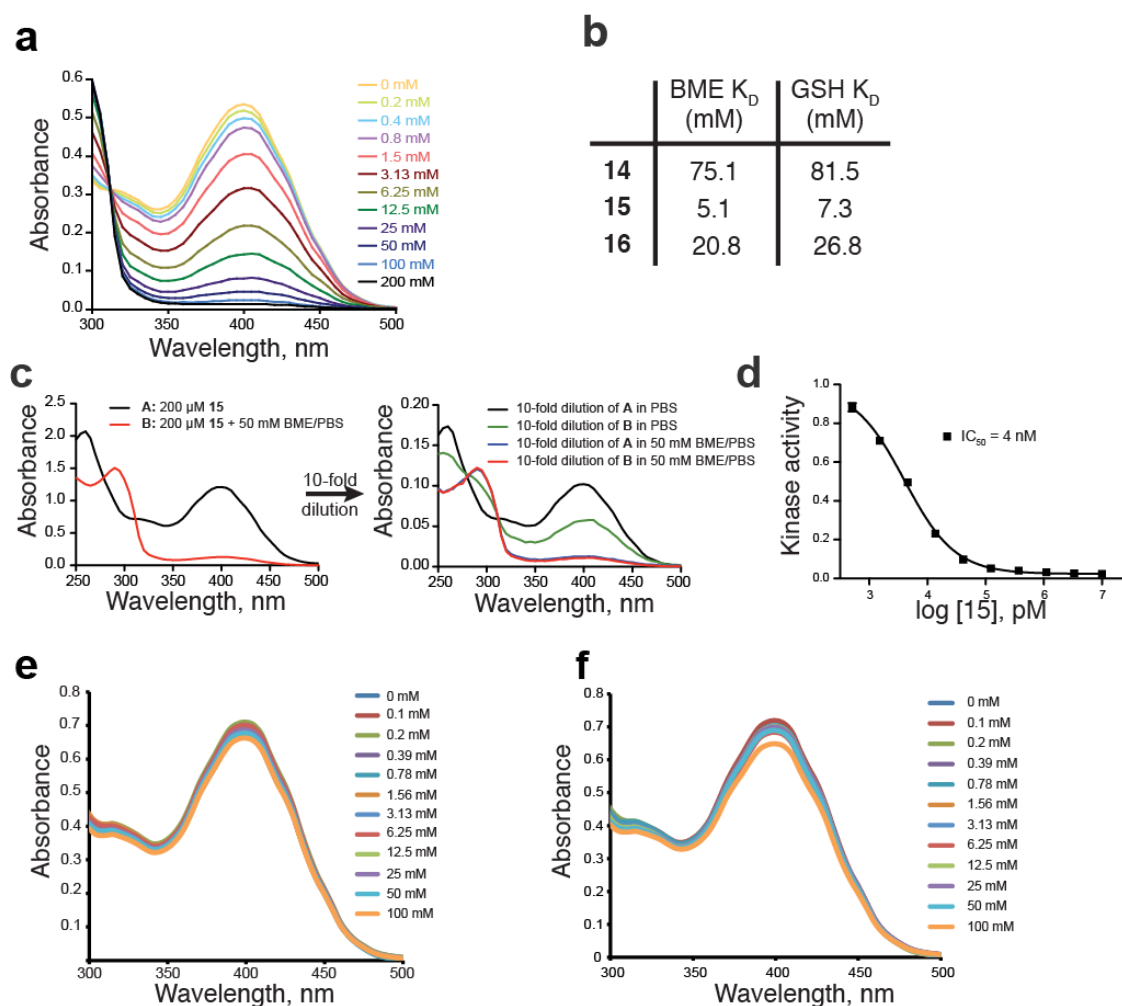 a
Absorbance
0.6
0.5
0.4
0.3
0.2
0.1
0.0
300
350
400
450
500
Wavelength, nm
0 mM
0.2 mM
0.4 mM
0.8 mM
1.5 mM
3.13 mM
6.25 mM
12.5 mM
25 mM
50 mM
100 mM
200 mM
b
BME KD GSH KD
(mM) (mM)
14 75.1 81.5
15 5.1 7.3
16 20.8 26.8
c
Absorbance
2.5
2.0
1.5
1.0
0.5
0.0
250 300 350 400 450 500
Wavelength, nm
A: 200 µM 15
B: 200 µM 15 + 50 mM BME/PBS
10-fold
dilution
Absorbance
0.20
0.15
0.10
0.05
0.00
250 300 350 400 450 500
Wavelength, nm
10-fold dilution of A in PBS
10-fold dilution of B in PBS
10-fold dilution of A in 50 mM BME/PBS
10-fold dilution of B in 50 mM BME/PBS
d
Kinase activity
1.0
0.8
0.6
0.4
0.2
0.0
3 4 5 6 7
log [15], pM
IC50 = 4 nM
e
Absorbance
0.8
0.7
0.6
0.5
0.4
0.3
0.2
0.1
300 350 400 450 500
Wavelength, nm
0 mM
0.1 mM
0.2 mM
0.39 mM
0.78 mM
1.56 mM
3.13 mM
6.25 mM
12.5 mM
25 mM
50 mM
100 mM
f
Absorbance
0.8
0.7
0.6
0.5
0.4
0.3
0.2
0.1
0
300 350 400 450 500
Wavelength, nm
0 mM
0.1 mM
0.2 mM
0.39 mM
0.78 mM
1.56 mM
3.13 mM
6.25 mM
12.5 mM
25 mM
50 mM
100 mM